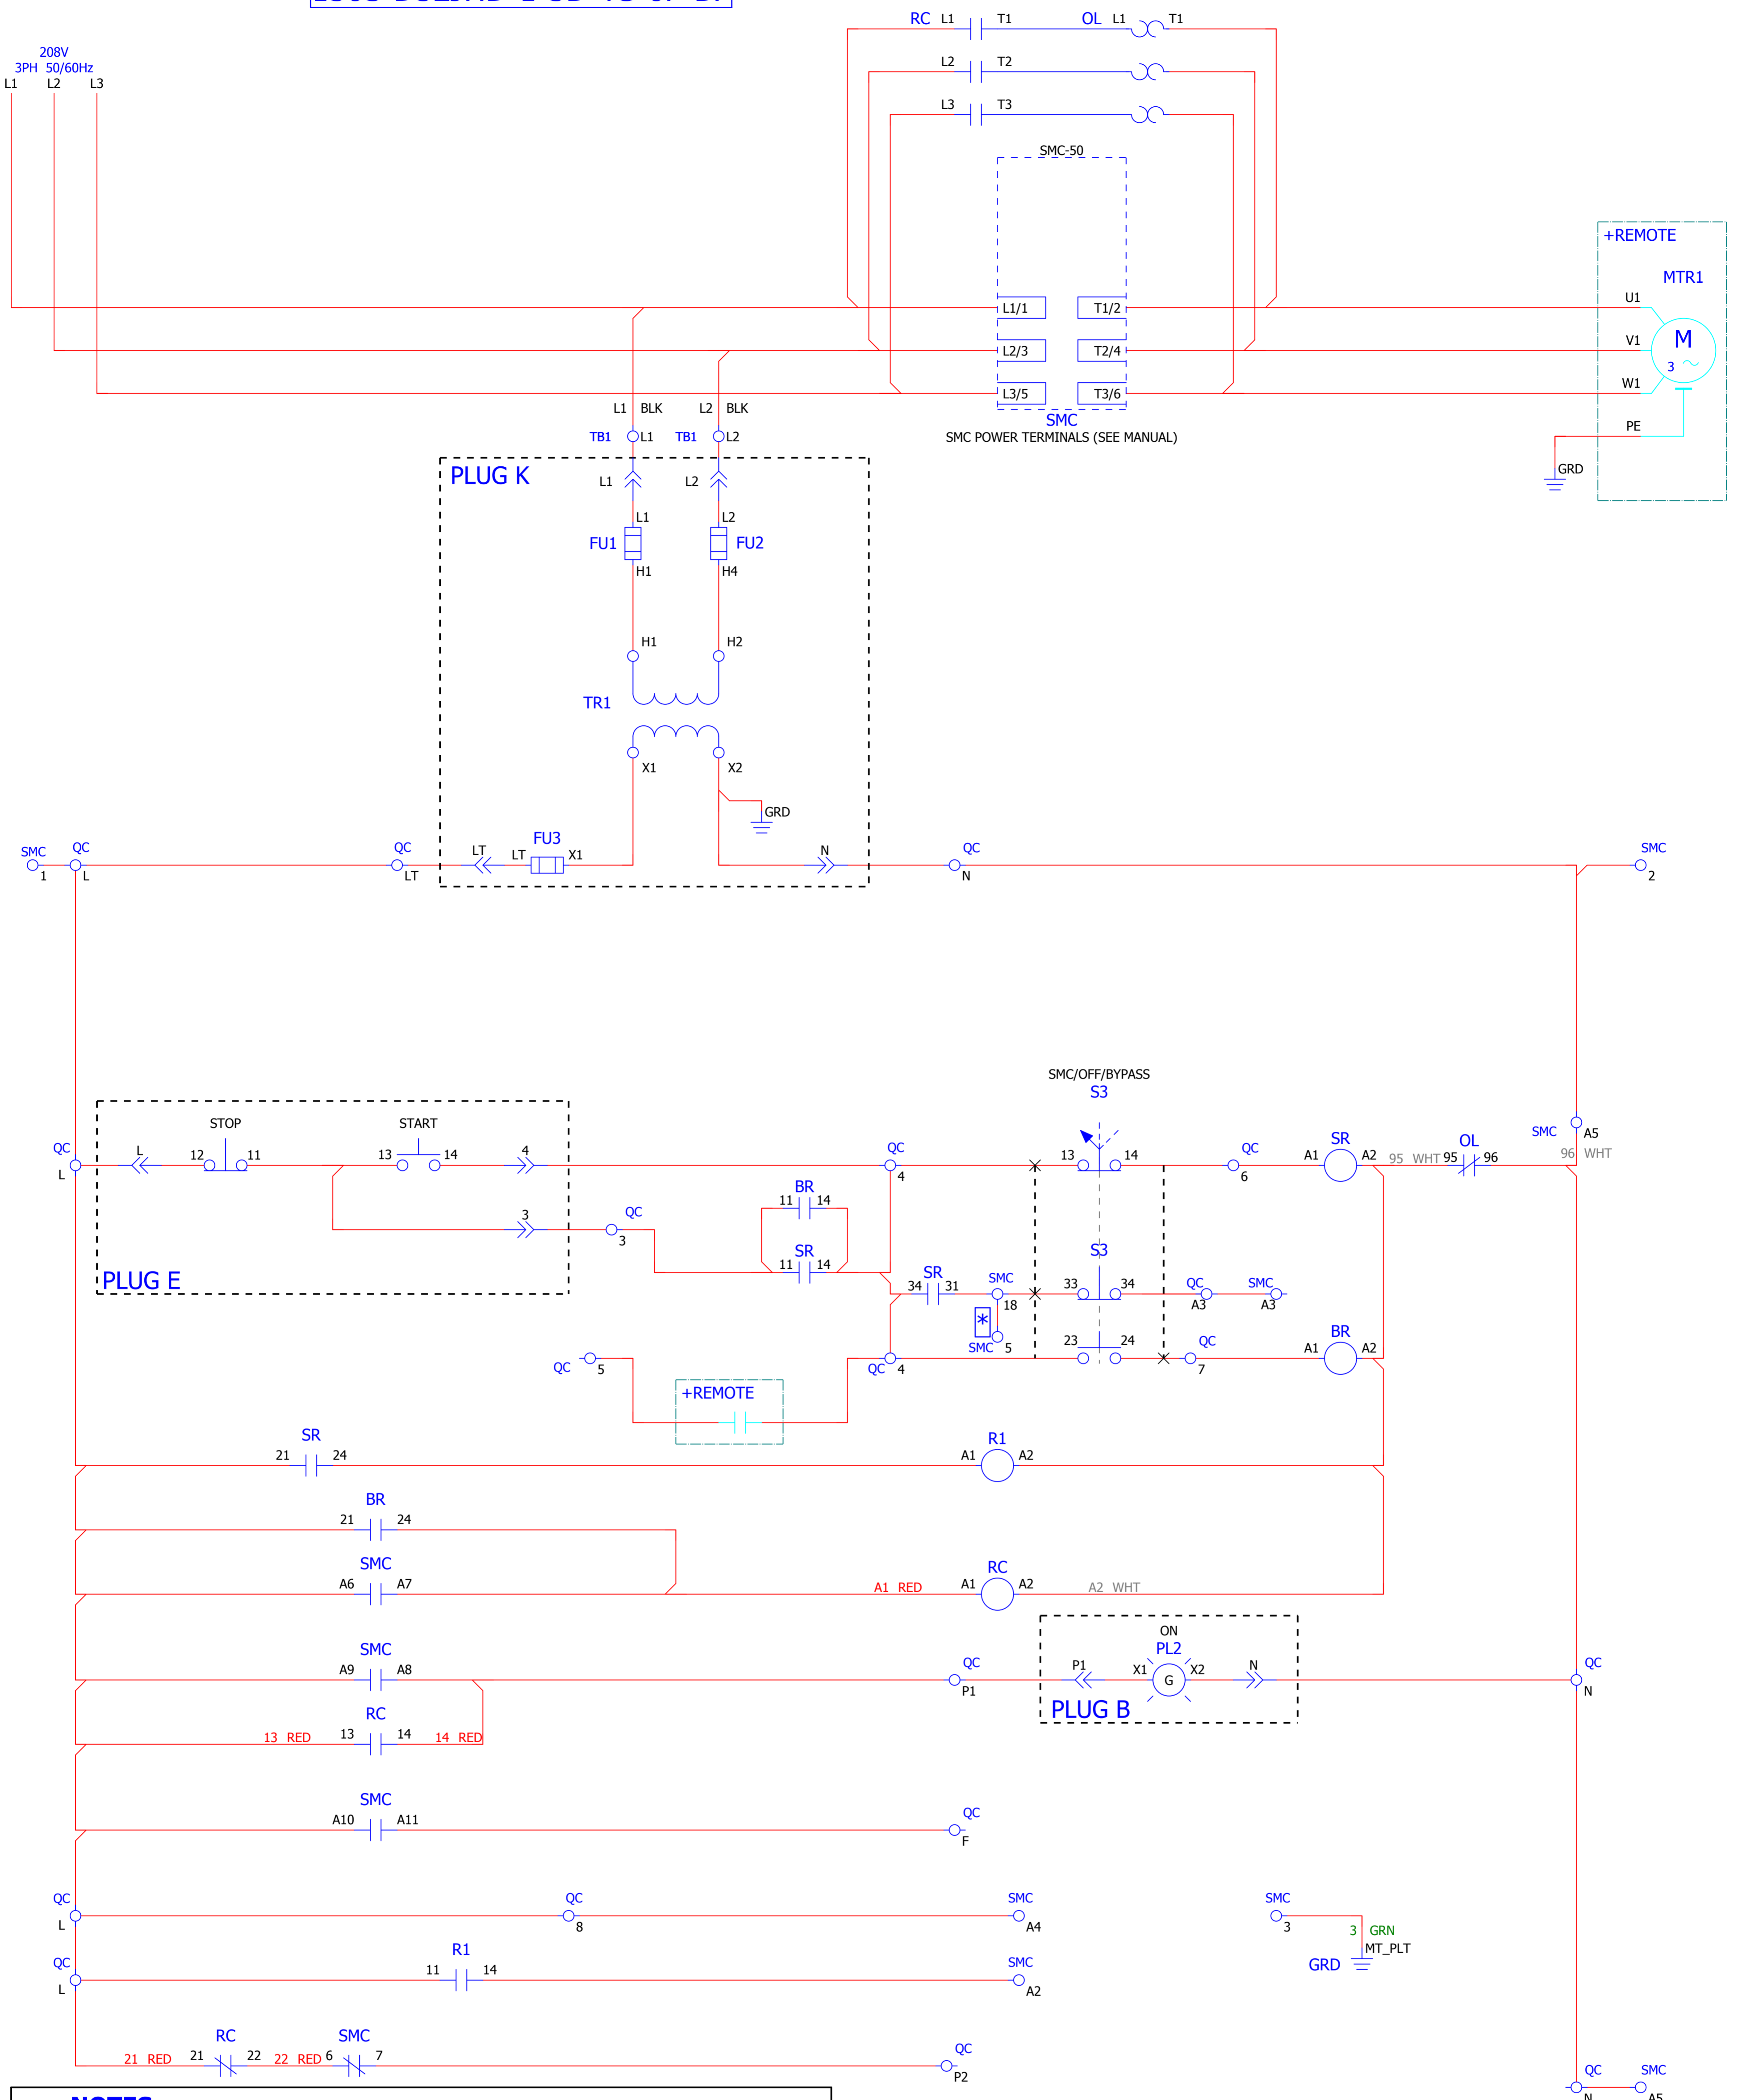 RC L1 T1 OL L1 T1
208V
3PH 50/60Hz
L1 L2 L3
L2 T2
L3 T3
SMC-50
+REMOTE
MTR1
L1/1 T1/2 U1
L2/3 T2/4 V1
M
3
L3/5 T3/6 W1
L1 BLK L2 BLK
SMC
SMC POWER TERMINALS (SEE MANUAL)
PE
GRD
TB1 L1 TB1 L2
PLUG K
L1 L2
L1 L2
FU1 FU2
H1 H4
H1 H2
TR1
X1 X2
GRD
SMC QC QC LT LT FU3 X1 N QC SMC
1 L LT N 2
SMC/OFF/BYPASS
S3
STOP START
QC L 12 11 13 14 4 QC 13 14 QC SR OL SMC A5
L 4 6 A1 A2 95 WHT 95 96 96 WHT
BR
11 14
3 QC
3
SR
11 14
S3
PLUG E
SR
34 31 SMC 33 34 QC SMC
18 A3 A3
*
SMC 5 23 24 QC BR
QC 5 QC 4 7 A1 A2
+REMOTE
SR R1
21 24 A1 A2
BR
21 24
SMC RC
A6 A7 A1 RED A1 A2 A2 WHT
ON
SMC PL2
A9 A8 QC P1 X1 G X2 N QC
P1 N
PLUG B
RC
13 RED 13 14 14 RED
SMC
A10 A11 QC
F
QC QC SMC SMC
L 8 A4 3
3 GRN
MT_PLT
GRD
QC R1 SMC
L 11 14 A2
RC SMC
21 RED 21 22 22 RED 6 7 QC
P2
QC SMC
N A5